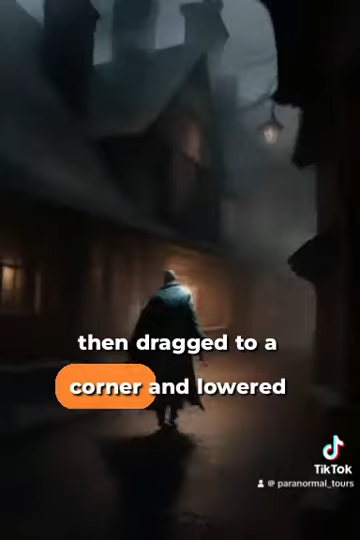 then dragged to a
corner and lowered
TikTok
@ paranormal_tours